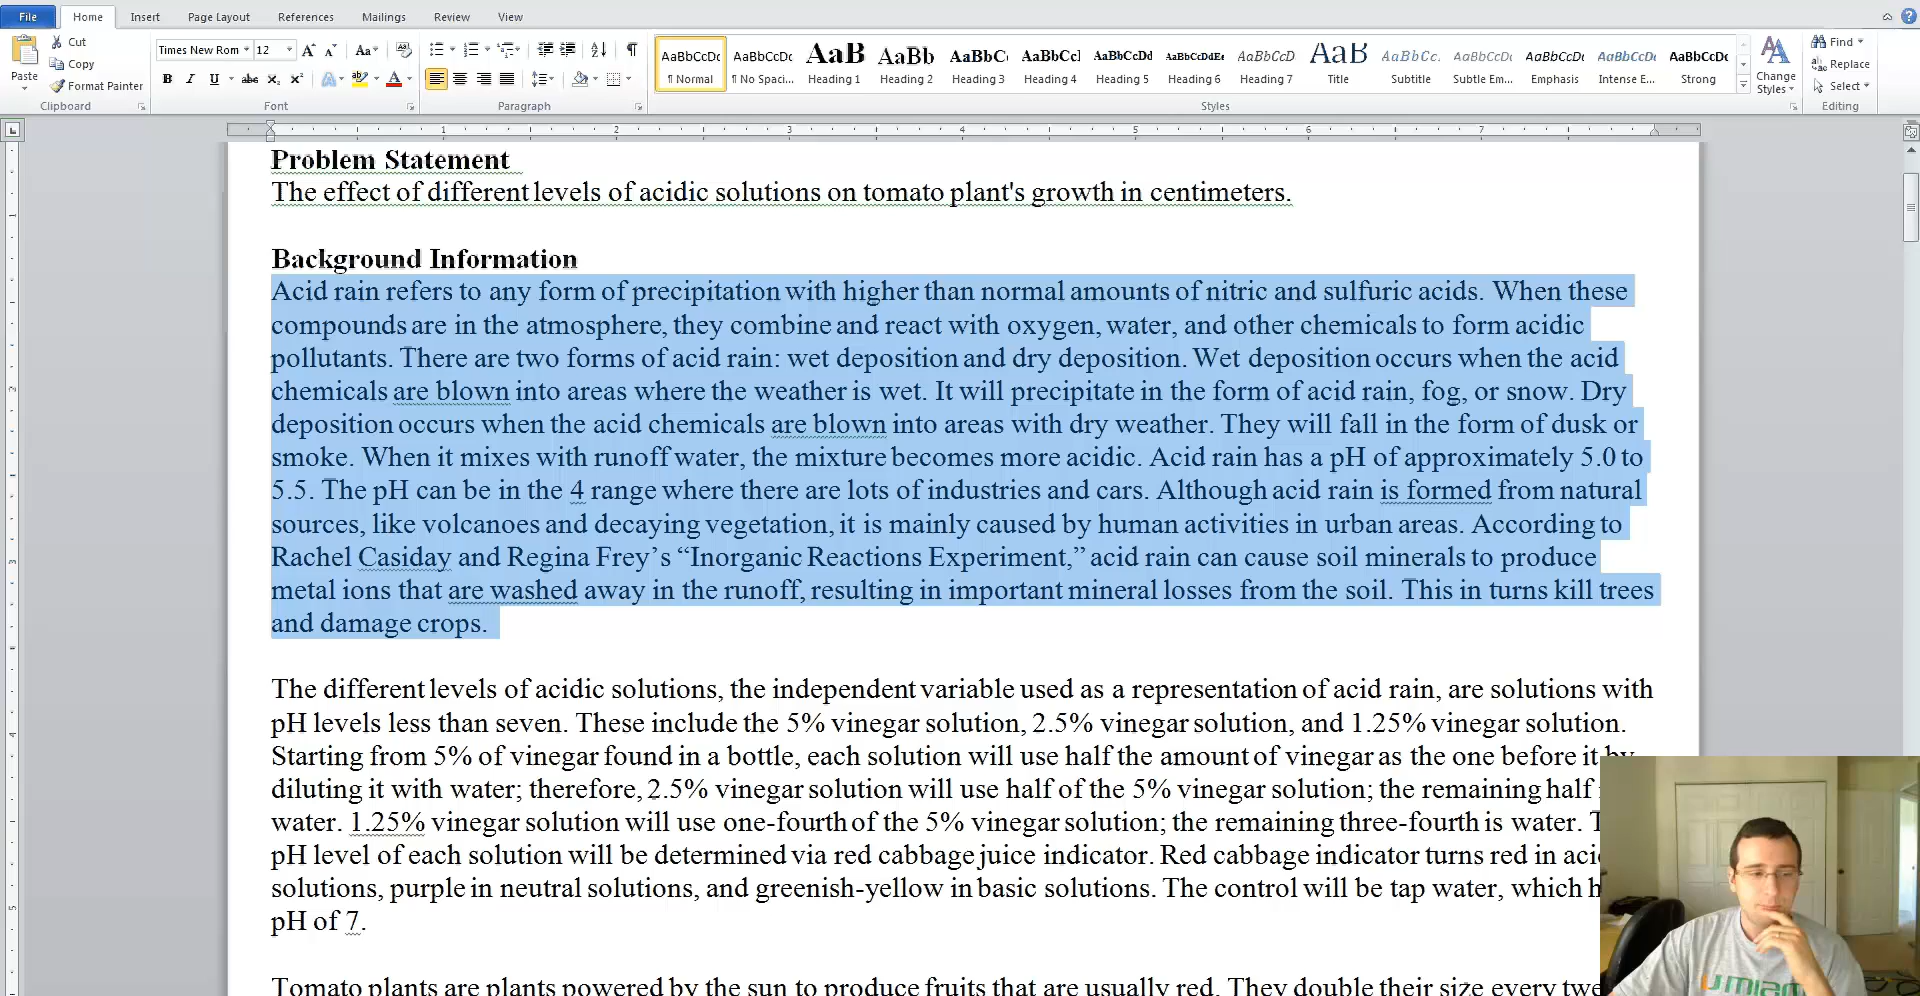 File Home Insert Page Layout References Mailings Review View
Paste Cut Copy Format Painter Clipboard
Times New Rom 12 Font
Paragraph
AaBbCcDc AaBbCcDc AaB AaBb AaBbC AaBbCcI AaBbCcDd AaBbCcDdEe AaBbCcD AaB AaBbCc. AaBbCcDc AaBbCcDc AaBbCcDc AaBbCcDc
¶ Normal ¶ No Spaci... Heading 1 Heading 2 Heading 3 Heading 4 Heading 5 Heading 6 Heading 7 Title Subtitle Subtle Em... Emphasis Intense E... Strong
Styles
Change Styles
Find Replace Select Editing
1 2 3 4 5 6 7
Problem Statement
The effect of different levels of acidic solutions on tomato plant's growth in centimeters.
Background Information
Acid rain refers to any form of precipitation with higher than normal amounts of nitric and sulfuric acids. When these
compounds are in the atmosphere, they combine and react with oxygen, water, and other chemicals to form acidic
pollutants. There are two forms of acid rain: wet deposition and dry deposition. Wet deposition occurs when the acid
chemicals are blown into areas where the weather is wet. It will precipitate in the form of acid rain, fog, or snow. Dry
deposition occurs when the acid chemicals are blown into areas with dry weather. They will fall in the form of dusk or
smoke. When it mixes with runoff water, the mixture becomes more acidic. Acid rain has a pH of approximately 5.0 to
5.5. The pH can be in the 4 range where there are lots of industries and cars. Although acid rain is formed from natural
sources, like volcanoes and decaying vegetation, it is mainly caused by human activities in urban areas. According to
Rachel Casiday and Regina Frey’s “Inorganic Reactions Experiment,” acid rain can cause soil minerals to produce
metal ions that are washed away in the runoff, resulting in important mineral losses from the soil. This in turns kill trees
and damage crops.
The different levels of acidic solutions, the independent variable used as a representation of acid rain, are solutions with
pH levels less than seven. These include the 5% vinegar solution, 2.5% vinegar solution, and 1.25% vinegar solution.
Starting from 5% of vinegar found in a bottle, each solution will use half the amount of vinegar as the one before it by
diluting it with water; therefore, 2.5% vinegar solution will use half of the 5% vinegar solution; the remaining half
water. 1.25% vinegar solution will use one-fourth of the 5% vinegar solution; the remaining three-fourth is water.
pH level of each solution will be determined via red cabbage juice indicator. Red cabbage indicator turns red in
solutions, purple in neutral solutions, and greenish-yellow in basic solutions. The control will be tap water, which
pH of 7.
Tomato plants are plants powered by the sun to produce fruits that are usually red. They double their size every